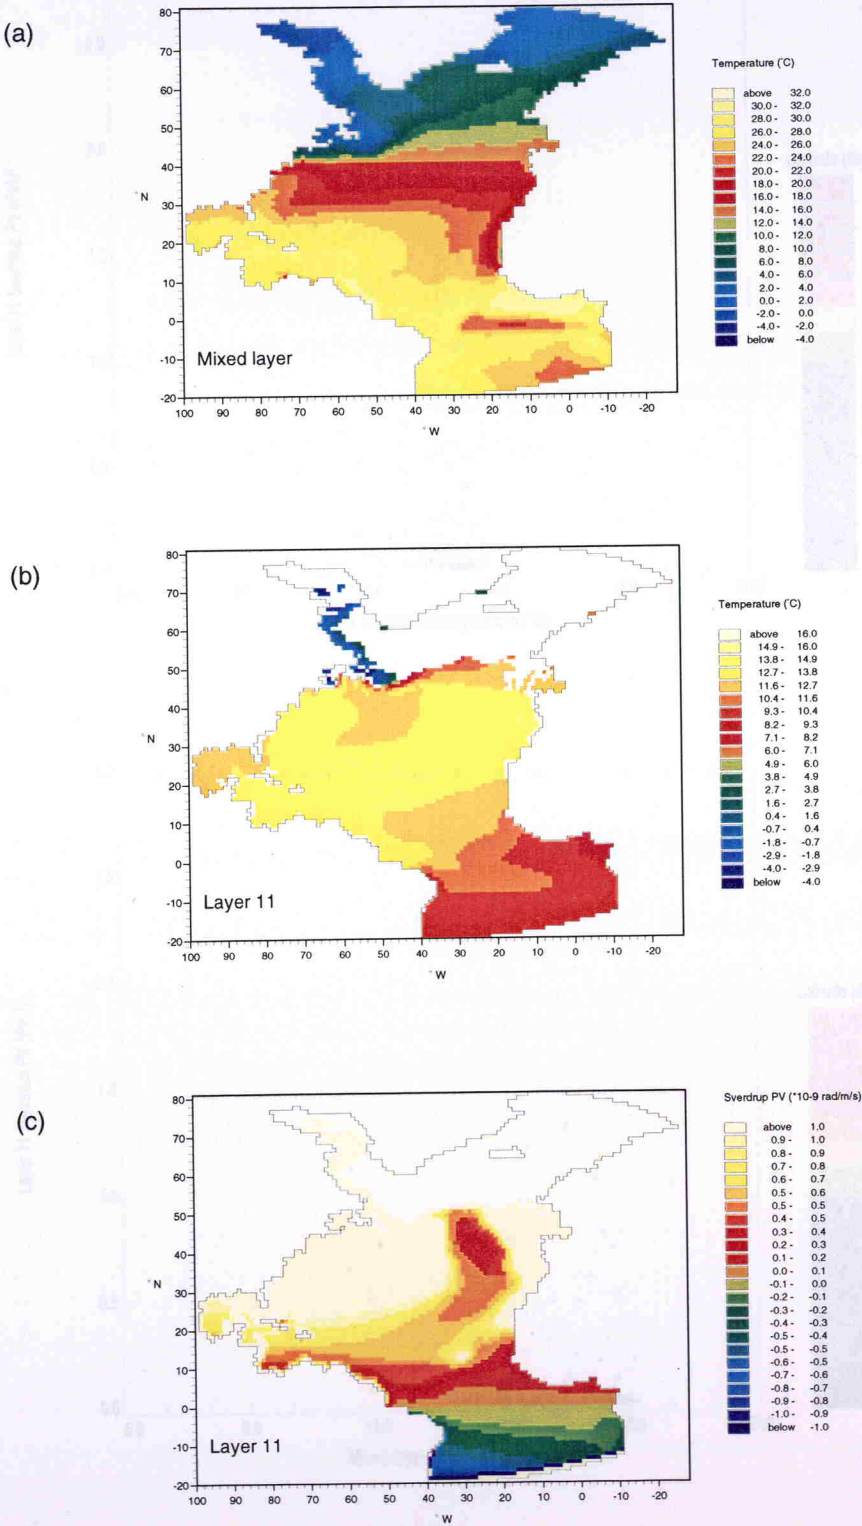 (a)
80
70
60
50
40
30
20
10
0
-10
-20
°N
Mixed layer
100 90 80 70 60 50 40 30 20 10 0 -10 -20
°W
Temperature (°C)
above 32.0
30.0 - 32.0
28.0 - 30.0
26.0 - 28.0
24.0 - 26.0
22.0 - 24.0
20.0 - 22.0
18.0 - 20.0
16.0 - 18.0
14.0 - 16.0
12.0 - 14.0
10.0 - 12.0
8.0 - 10.0
6.0 - 8.0
4.0 - 6.0
2.0 - 4.0
0.0 - 2.0
-2.0 - 0.0
-4.0 - -2.0
below -4.0
(b)
80
70
60
50
40
30
20
10
0
-10
-20
°N
Layer 11
100 90 80 70 60 50 40 30 20 10 0 -10 -20
°W
Temperature (°C)
above 16.0
14.9 - 16.0
13.8 - 14.9
12.7 - 13.8
11.6 - 12.7
10.4 - 11.6
9.3 - 10.4
8.2 - 9.3
7.1 - 8.2
6.0 - 7.1
4.9 - 6.0
3.8 - 4.9
2.7 - 3.8
1.6 - 2.7
0.4 - 1.6
-0.7 - 0.4
-1.8 - -0.7
-2.9 - -1.8
-4.0 - -2.9
below -4.0
(c)
80
70
60
50
40
30
20
10
0
-10
-20
°N
Layer 11
100 90 80 70 60 50 40 30 20 10 0 -10 -20
°W
Sverdrup PV (*10-9 rad/m/s)
above 1.0
0.9 - 1.0
0.8 - 0.9
0.7 - 0.8
0.6 - 0.7
0.5 - 0.6
0.5 - 0.5
0.4 - 0.5
0.3 - 0.4
0.2 - 0.3
0.1 - 0.2
0.0 - 0.1
-0.1 - 0.0
-0.2 - -0.1
-0.3 - -0.2
-0.4 - -0.3
-0.5 - -0.4
-0.5 - -0.5
-0.6 - -0.5
-0.7 - -0.6
-0.8 - -0.7
-0.9 - -0.8
-1.0 - -0.9
below -1.0